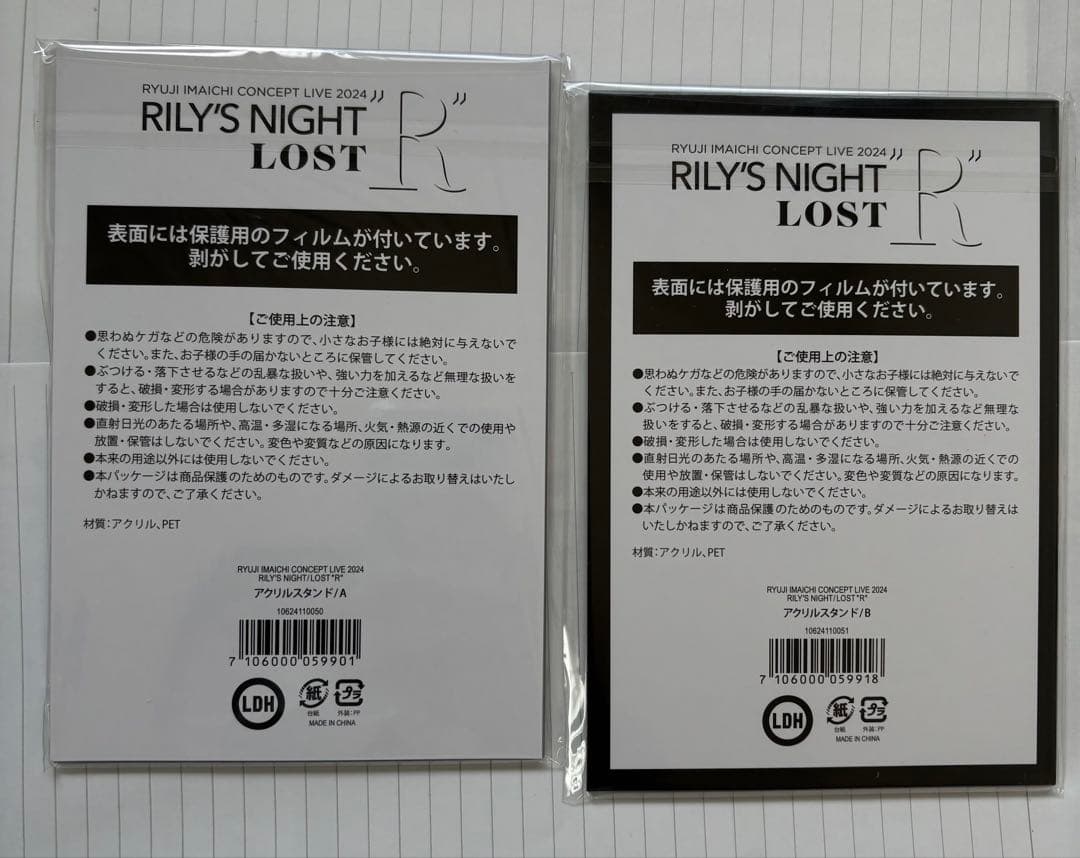 RYUJI IMAICHI CONCEPT LIVE 2024
RILY'S NIGHT
LOST
"R"
表面には保護用のフィルムが付いています。
剥がしてご使用ください。
【ご使用上の注意】
●思わぬケガなどの危険がありますので、小さなお子様には絶対に与えないで
ください。また、お子様の手の届かないところに保管してください。
●ぶつける・落下させるなどの乱暴な扱いや、強い力を加えるなど無理な扱いを
すると、破損・変形する場合がありますので十分ご注意ください。
●破損・変形した場合は使用しないでください。
●直射日光のあたる場所や、高温・多湿になる場所、火気・熱源の近くでの使用や
放置・保管はしないでください。変色や変質などの原因になります。
●本来の用途以外には使用しないでください。
●本パッケージは商品保護のためのものです。ダメージによるお取り替えはいたし
かねますので、ご了承ください。
材質:アクリル、PET
RYUJI IMAICHI CONCEPT LIVE 2024
RILY'S NIGHT/LOST "R"
アクリルスタンド/A
10624110050
7 106000 059901
LDH
紙
台紙
プラ
外装:PP
MADE IN CHINA
RYUJI IMAICHI CONCEPT LIVE 2024
RILY'S NIGHT
LOST
"R"
表面には保護用のフィルムが付いています。
剥がしてご使用ください。
【ご使用上の注意】
●思わぬケガなどの危険がありますので、小さなお子様には絶対に与えないで
ください。また、お子様の手の届かないところに保管してください。
●ぶつける・落下させるなどの乱暴な扱いや、強い力を加えるなど無理な
扱いをすると、破損・変形する場合がありますので十分ご注意ください。
●破損・変形した場合は使用しないでください。
●直射日光のあたる場所や、高温・多湿になる場所、火気・熱源の近くでの
使用や放置・保管はしないでください。変色や変質などの原因になります。
●本来の用途以外には使用しないでください。
●本パッケージは商品保護のためのものです。ダメージによるお取り替えは
いたしかねますので、ご了承ください。
材質:アクリル、PET
RYUJI IMAICHI CONCEPT LIVE 2024
RILY'S NIGHT/LOST "R"
アクリルスタンド/B
10624110051
7 106000 059918
LDH
紙
台紙
プラ
外装:PP
MADE IN CHINA